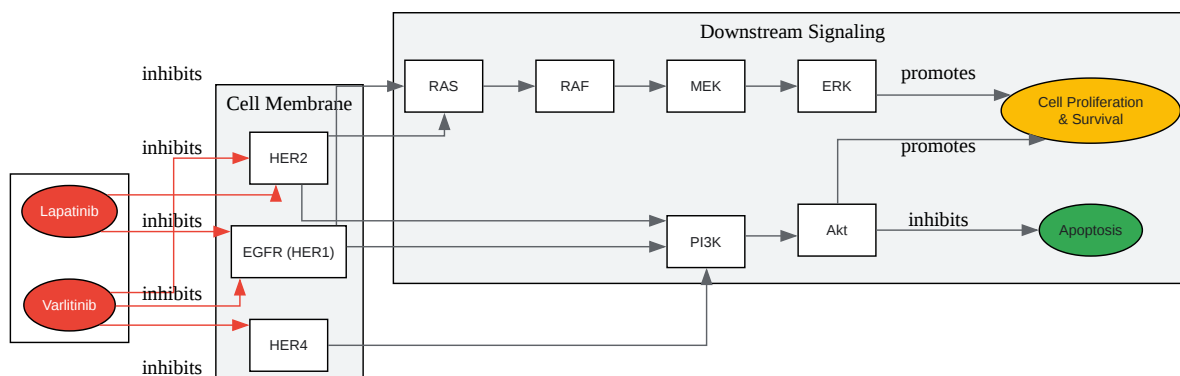 Downstream Signaling
inhibits
RAS
RAF
MEK
ERK
promotes
Cell Membrane
Cell Proliferation
& Survival
inhibits
HER2
promotes
Lapatinib
inhibits
EGFR (HER1)
PI3K
Akt
inhibits
Apoptosis
Varlitinib
inhibits
HER4
inhibits